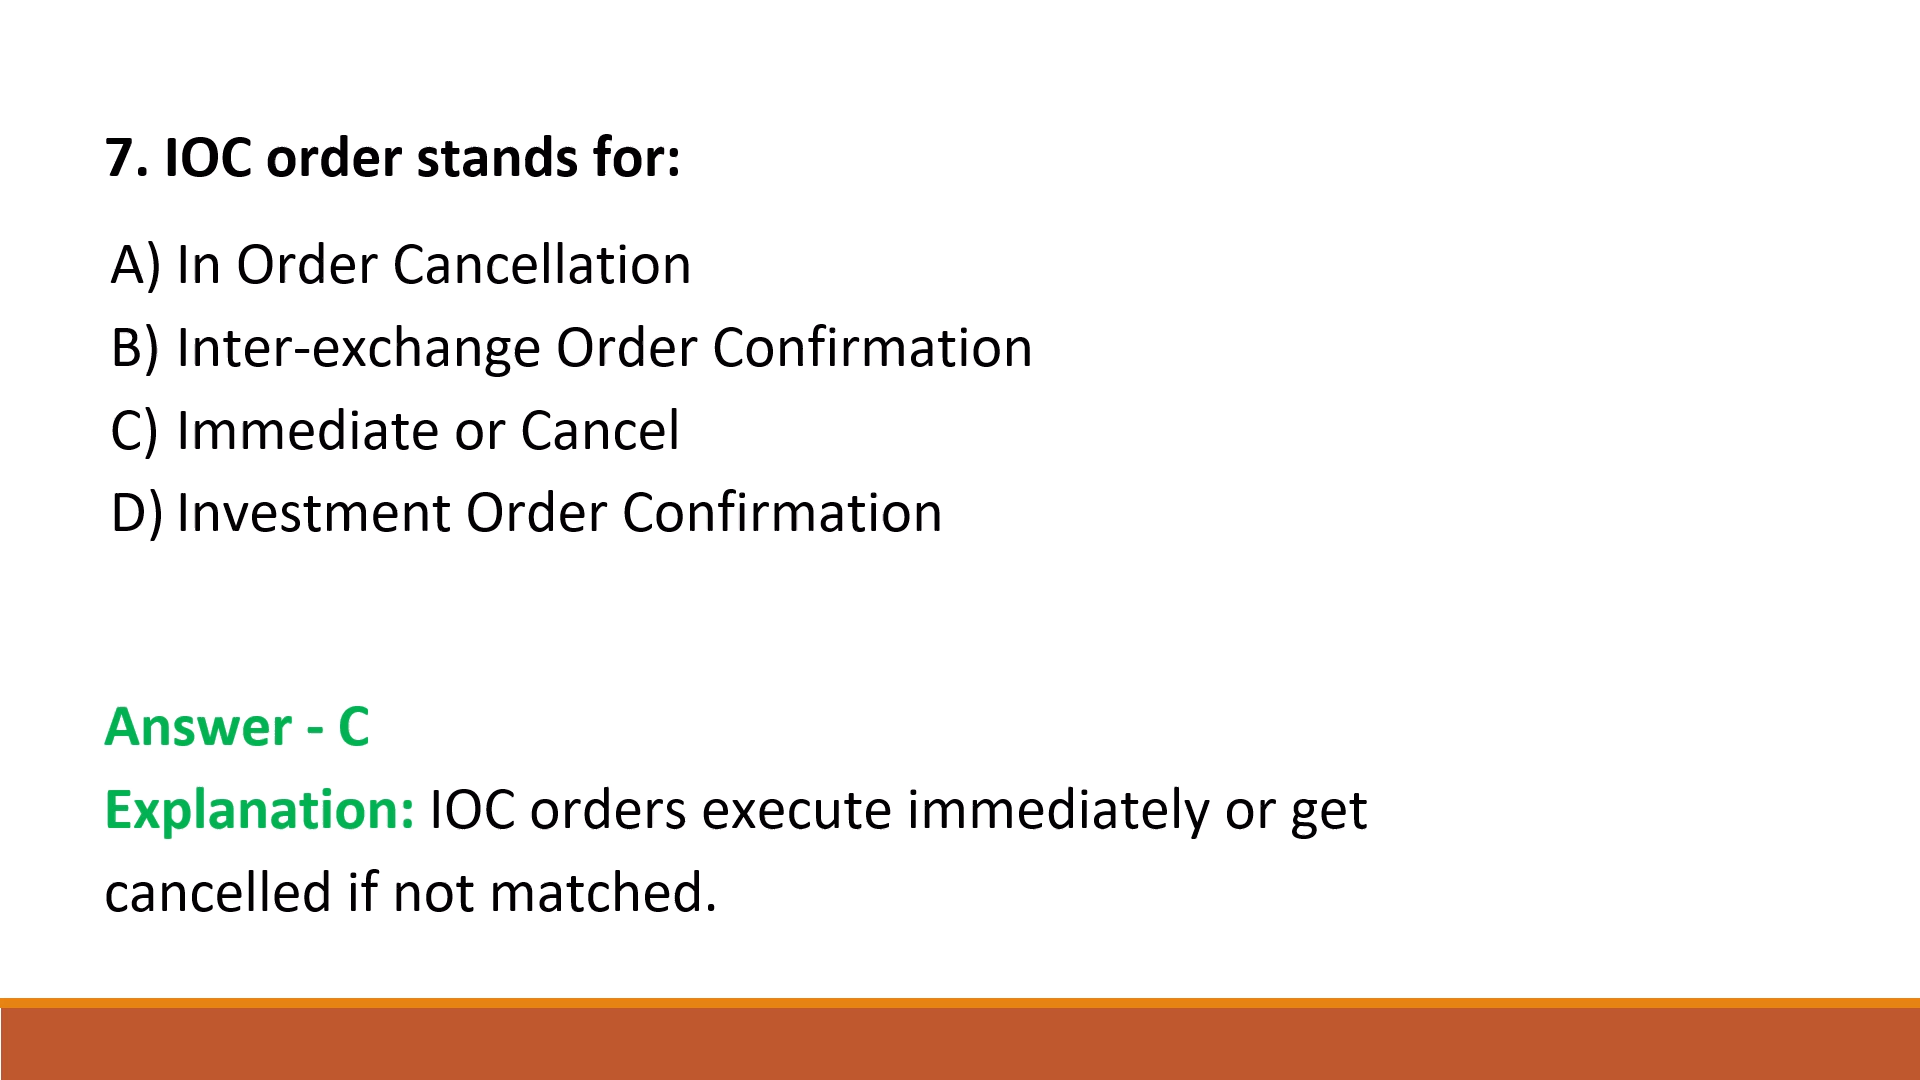 7. IOC order stands for:
A) In Order Cancellation
B) Inter-exchange Order Confirmation
C) Immediate or Cancel
D) Investment Order Confirmation
Answer - C
Explanation: IOC orders execute immediately or get
cancelled if not matched.